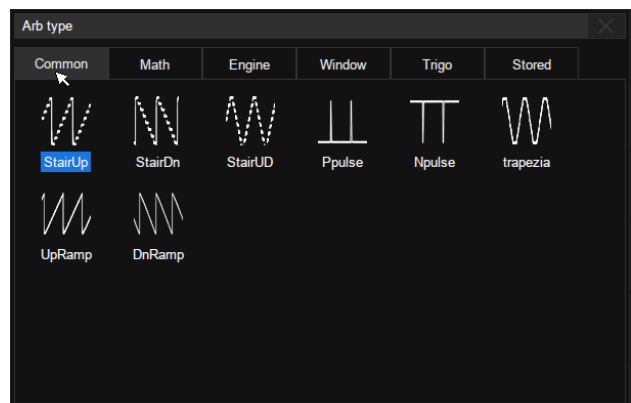 Arb type
Common Math Engine Window Trigo Stored
StairUp StairDn StairUD Ppulse Npulse trapezia
UpRamp DnRamp